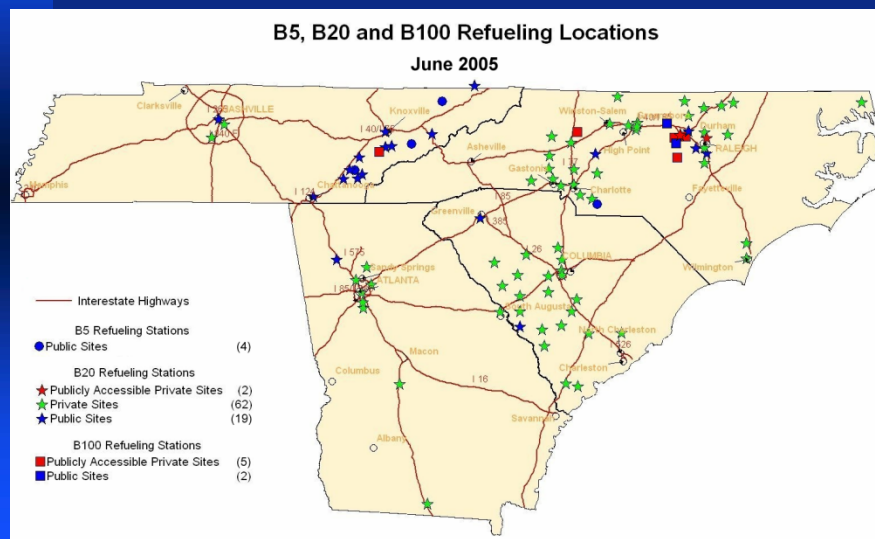 B5, B20 and B100 Refueling Locations
June 2005
Clarksville
NASHVILLE
Knoxville
I 40/I 75
Winston-Salem
Greensboro
Durham
RALEIGH
Asheville
High Point
I 77
Gastonia
Charlotte
Memphis
I 124
Chattanooga
Fayetteville
I 85
Greenville
I 385
I 26
COLUMBIA
Wilmington
I 575
Sandy Springs
ATLANTA
South Augusta
North Charleston
I 526
Charleston
Macon
Columbus
I 16
Savannah
Albany
Interstate Highways
B5 Refueling Stations
Public Sites (4)
B20 Refueling Stations
Publicly Accessible Private Sites (2)
Private Sites (62)
Public Sites (19)
B100 Refueling Stations
Publicly Accessible Private Sites (5)
Public Sites (2)